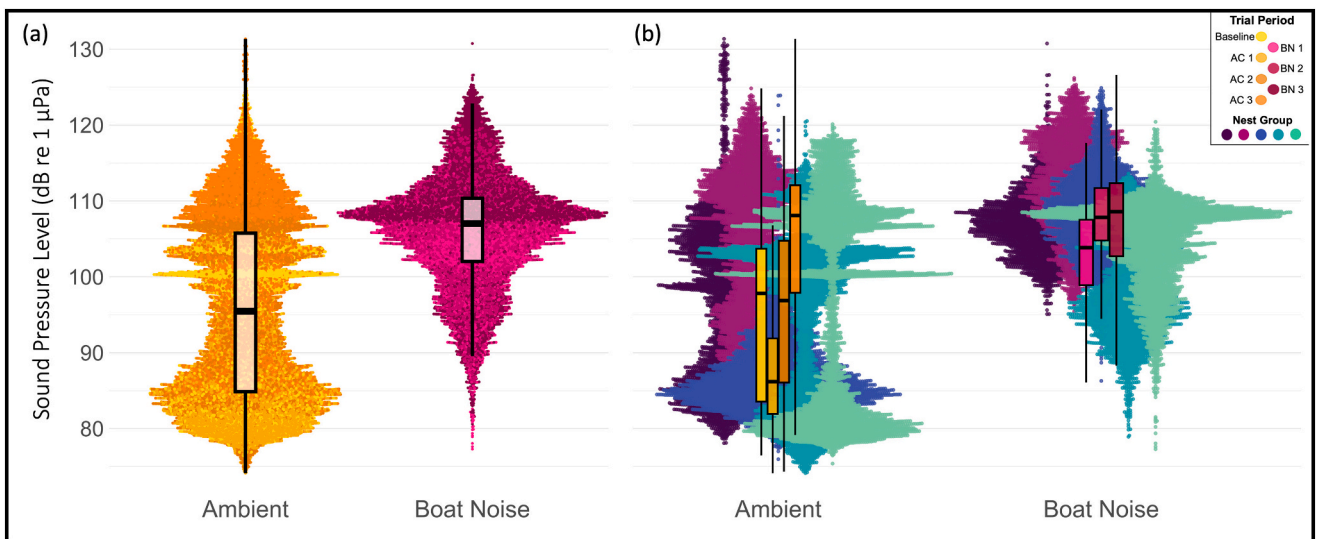 (a)
(b)
Sound Pressure Level (dB re 1 μPa)
130
120
110
100
90
80
Ambient
Boat Noise
Ambient
Boat Noise
Trial Period
Baseline
BN 1
AC 1
BN 2
AC 2
BN 3
AC 3
Nest Group